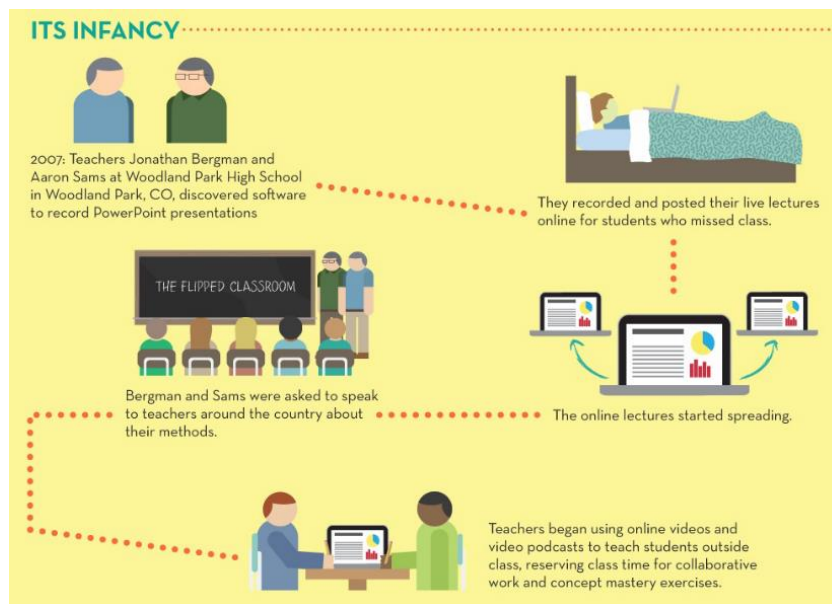 ITS INFANCY
2007: Teachers Jonathan Bergman and
Aaron Sams at Woodland Park High School
in Woodland Park, CO, discovered software
to record PowerPoint presentations
They recorded and posted their live lectures
online for students who missed class.
The online lectures started spreading.
THE FLIPPED CLASSROOM
Bergman and Sams were asked to speak
to teachers around the country about
their methods.
Teachers began using online videos and
video podcasts to teach students outside
class, reserving class time for collaborative
work and concept mastery exercises.